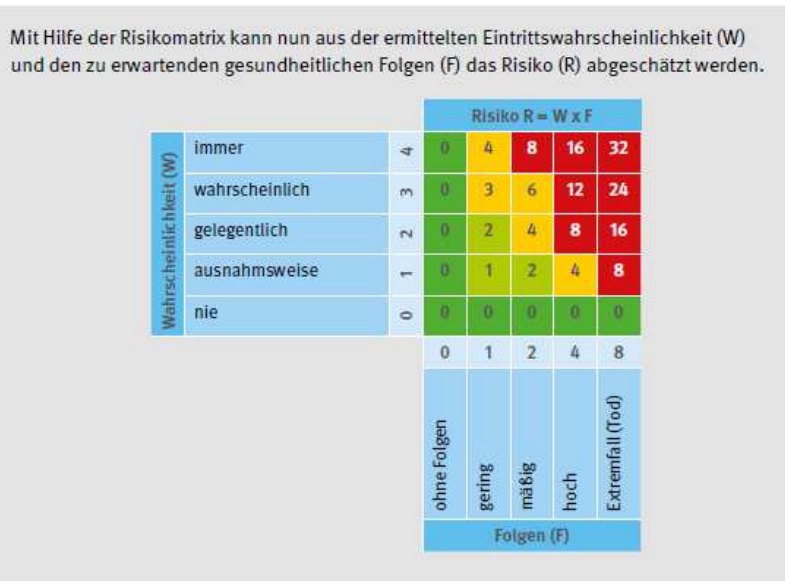 Mit Hilfe der Risikomatrix kann nun aus der ermittelten Eintrittswahrscheinlichkeit (W)
und den zu erwartenden gesundheitlichen Folgen (F) das Risiko (R) abgeschätzt werden.
Risiko R = W x F
Wahrscheinlichkeit (W)
immer 4 0 4 8 16 32
wahrscheinlich 3 0 3 6 12 24
gelegentlich 2 0 2 4 8 16
ausnahmsweise 1 0 1 2 4 8
nie 0 0 0 0 0 0
0 1 2 4 8
ohne Folgen
gering
mäßig
hoch
Extremfall (Tod)
Folgen (F)